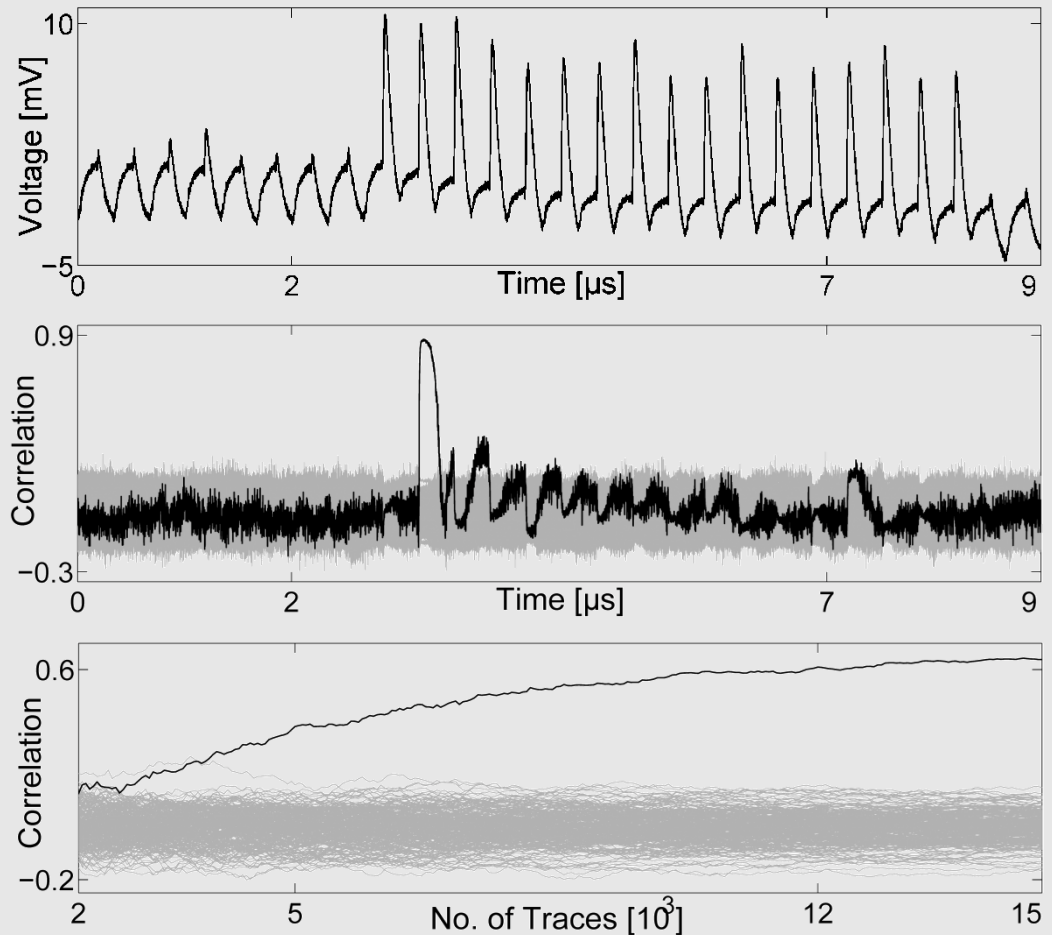 10
Voltage [mV]
−5
0 2 7 9
Time [µs]
0.9
Correlation
−0.3
0 2 7 9
Time [µs]
0.6
Correlation
−0.2
2 5 12 15
No. of Traces [10³]